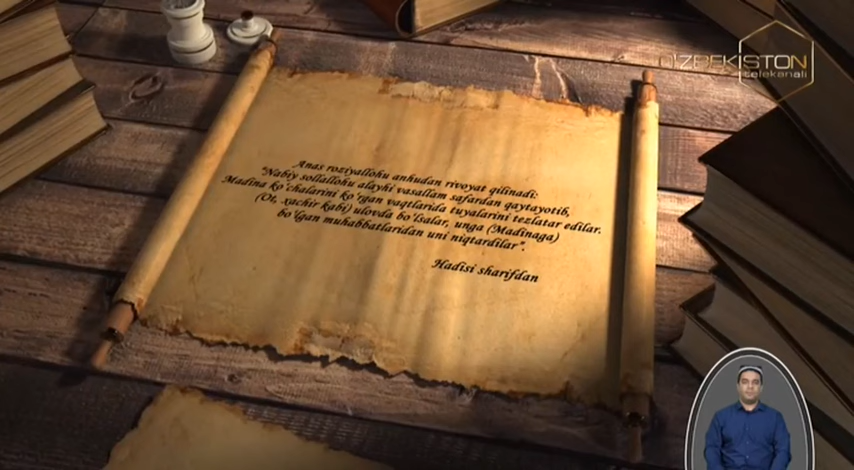 O'ZBEKISTON
telekanali
Anas roziyallohu anhudan rivoyat qilinadi:
"Nabiy sollallohu alayhi vasallam safardan qaytayotib,
Madina ko'chalarini ko'rgan vaqtlarida tuyalarini tezlatar edilar.
(Ot, xachir kabi) ulovda bo'lsalar, unga (Madinaga)
bo'lgan muhabbatlaridan uni niqtardilar".
Hadisi sharifdan